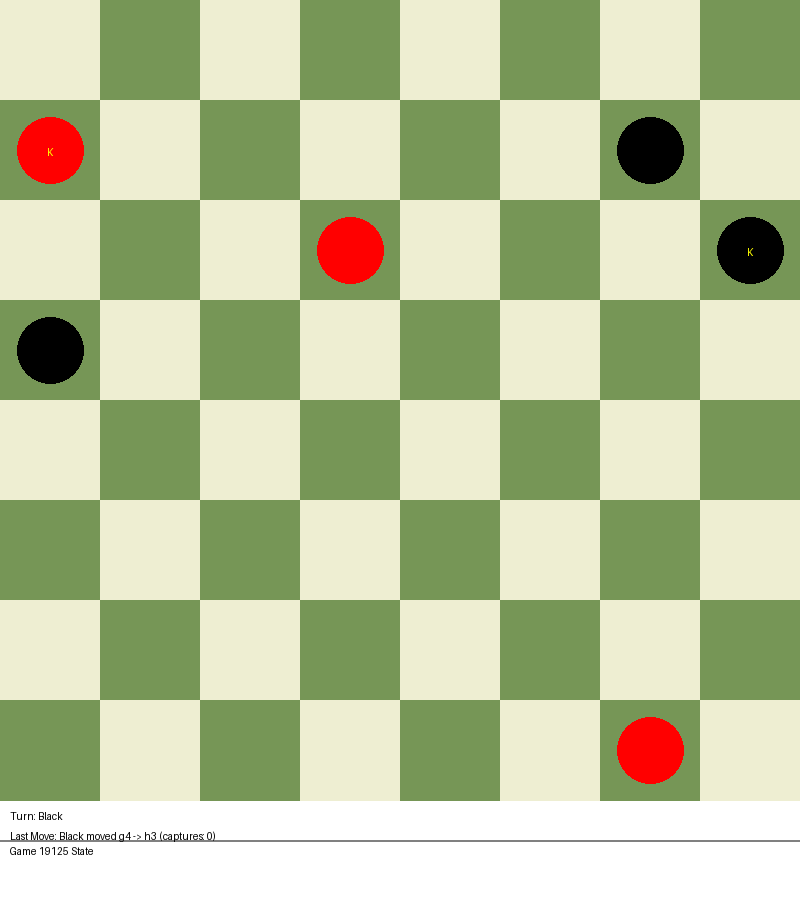 K
K
Turn: Black
Last Move: Black moved g4 -> h3 (captures: 0)
Game 19125 State